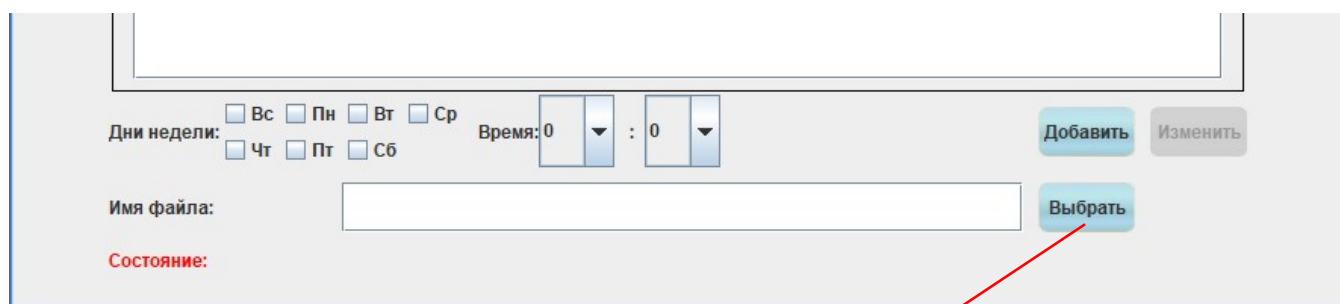 Дни недели: Вс Пн Вт Ср Время: 0 : 0 Добавить Изменить
Чт Пт Сб
Имя файла: Выбрать
Состояние: